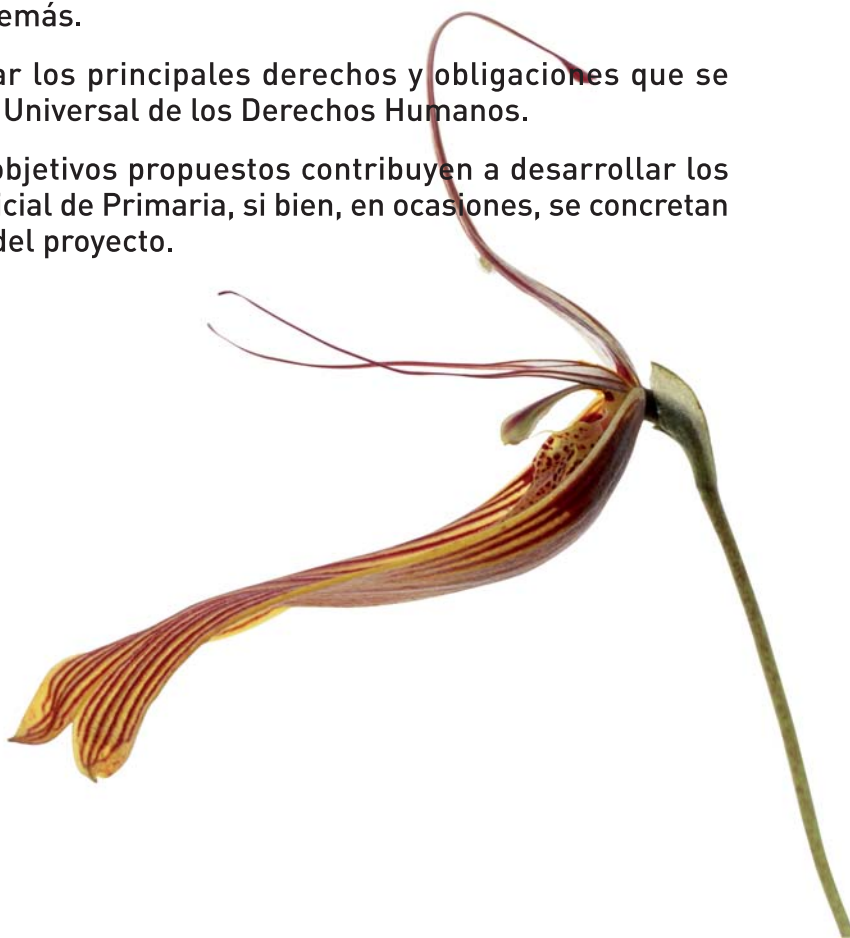 emás.
ar los principales derechos y obligaciones que se
Universal de los Derechos Humanos.
objetivos propuestos contribuyen a desarrollar los
icial de Primaria, si bien, en ocasiones, se concretan
del proyecto.